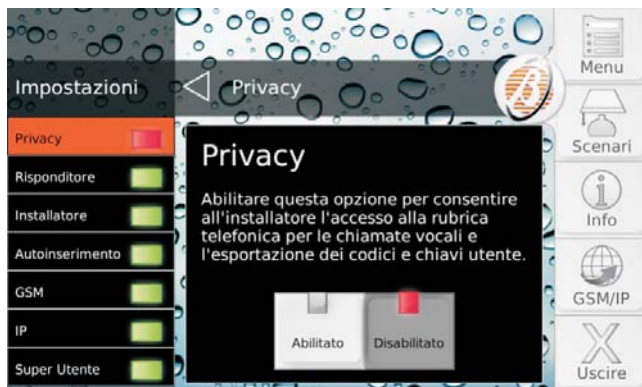 Impostazioni
Privacy
Privacy
Risponditore
Installatore
Autoinserimento
GSM
IP
Super Utente
Privacy
Abilitare questa opzione per consentire
all'installatore l'accesso alla rubrica
telefonica per le chiamate vocali e
l'esportazione dei codici e chiavi utente.
Abilitato
Disabilitato
Menu
Scenari
Info
GSM/IP
Uscire